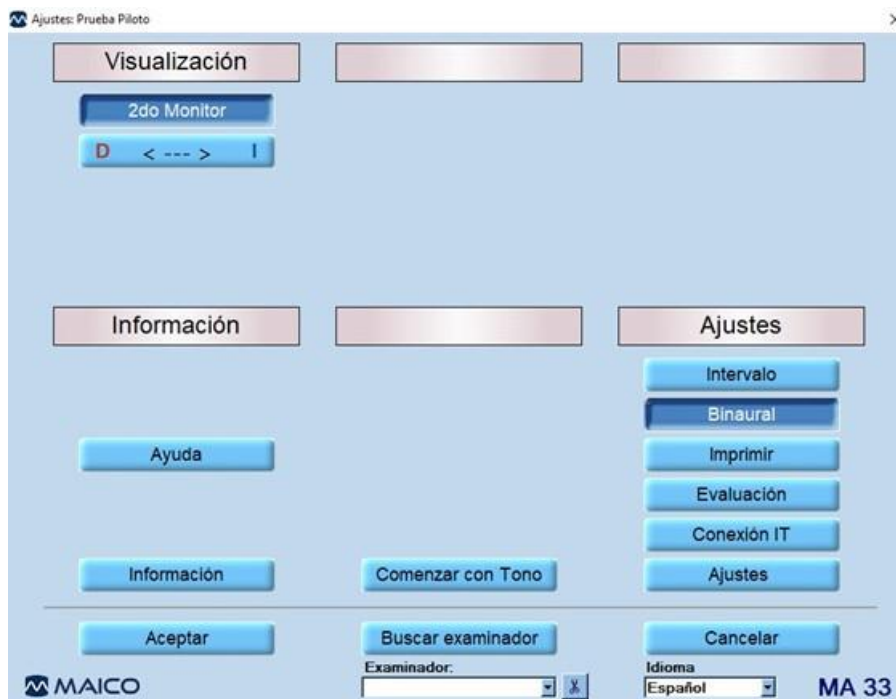 Ajustes: Prueba Piloto
Visualización
2do Monitor
D < --- > I
Información
Ajustes
Intervalo
Binaural
Ayuda
Imprimir
Evaluación
Conexión IT
Información
Comenzar con Tono
Ajustes
Aceptar
Buscar examinador
Cancelar
Examinador:
Idioma
Español
MAICO
MA 33